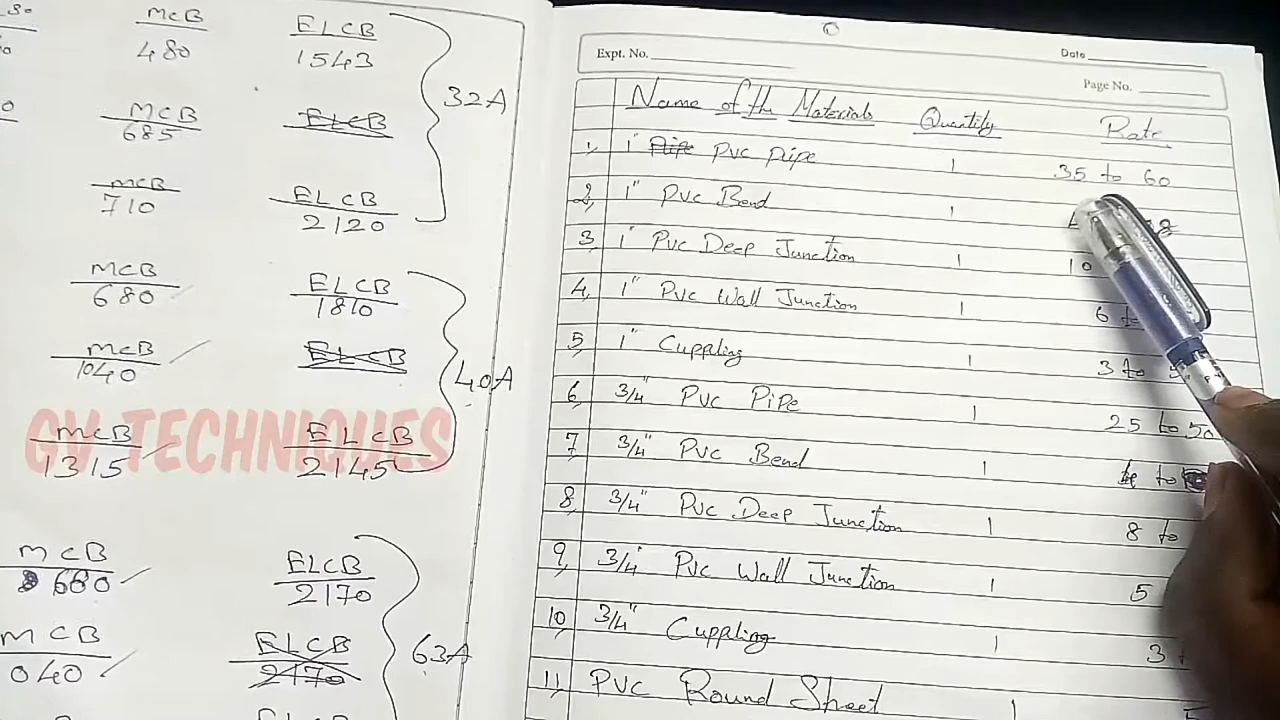 MCB ELCB
480 1543
32A
MCB ELCB
685
MCB ELCB
710 2120
MCB ELCB
680 1810
MCB ELCB
1040
40A
GV TECHNIQUES
MCB ELCB
1315 2145
MCB ELCB
680 2170
63A
MCB ELCB
040 2170
Expt. No.
Date
Page No.
Name of the Materials Quantity Rate
1, 1" PVC Pipe 1 35 to 60
2, 1" PVC Bend 1
3, 1" PVC Deep Junction 1 10
4, 1" PVC Wall Junction 1 6 to
5, 1" Cuppling 1 3 to 5
6, 3/4" PVC Pipe 1 25 to 50
7, 3/4" PVC Bend 1 to
8, 3/4" PVC Deep Junction 1 8 to
9, 3/4" PVC Wall Junction 1 5
10, 3/4" Cuppling 1 3
11, PVC Round Sheet 1